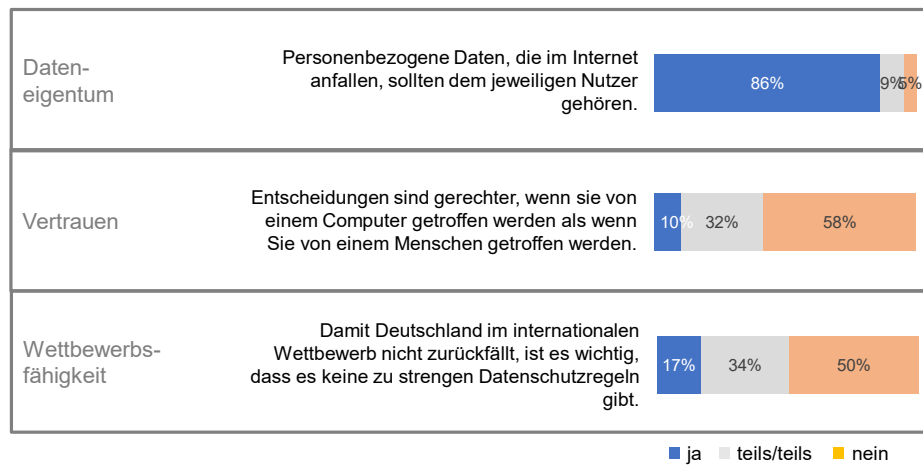 Daten-
eigentum
Personenbezogene Daten, die im Internet
anfallen, sollten dem jeweiligen Nutzer
gehören.
86% 9% 5%
Vertrauen
Entscheidungen sind gerechter, wenn sie von
einem Computer getroffen werden als wenn
Sie von einem Menschen getroffen werden.
10% 32% 58%
Wettbewerbs-
fähigkeit
Damit Deutschland im internationalen
Wettbewerb nicht zurückfällt, ist es wichtig,
dass es keine zu strengen Datenschutzregeln
gibt.
17% 34% 50%
ja teils/teils nein